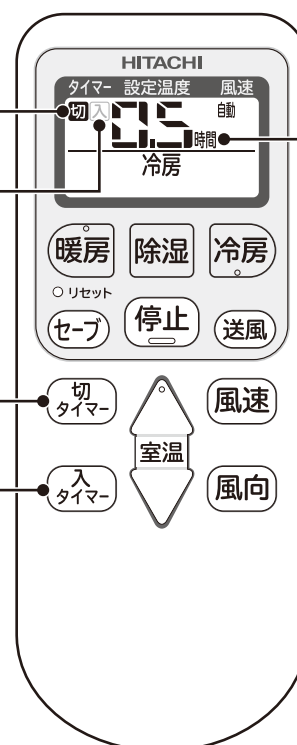 HITACHI
タイマー 設定温度 風速
切 入 0.5 時間 自動
冷房
暖房 除湿 冷房
リセット
セーブ 停止 送風
切タイマー 風速
室温
入タイマー 風向